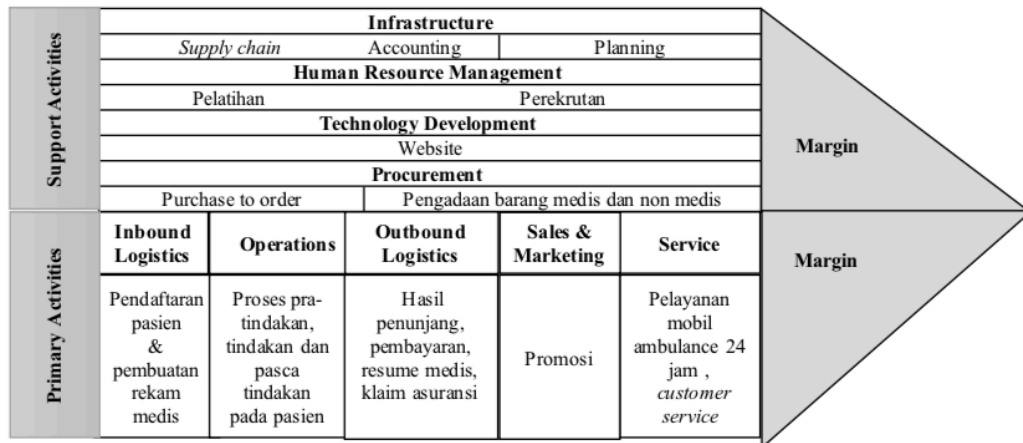 Support Activities
Infrastructure
Supply chain Accounting Planning
Human Resource Management
Pelatihan Perekrutan
Technology Development
Website
Procurement
Purchase to order Pengadaan barang medis dan non medis
Margin
Primary Activities
Inbound
Logistics
Operations
Outbound
Logistics
Sales &
Marketing
Service
Pendaftaran
pasien
&
pembuatan
rekam
medis
Proses pra-
tindakan,
tindakan dan
pasca
tindakan
pada pasien
Hasil
penunjang,
pembayaran,
resume medis,
klaim asuransi
Promosi
Pelayanan
mobil
ambulance 24
jam ,
customer
service
Margin